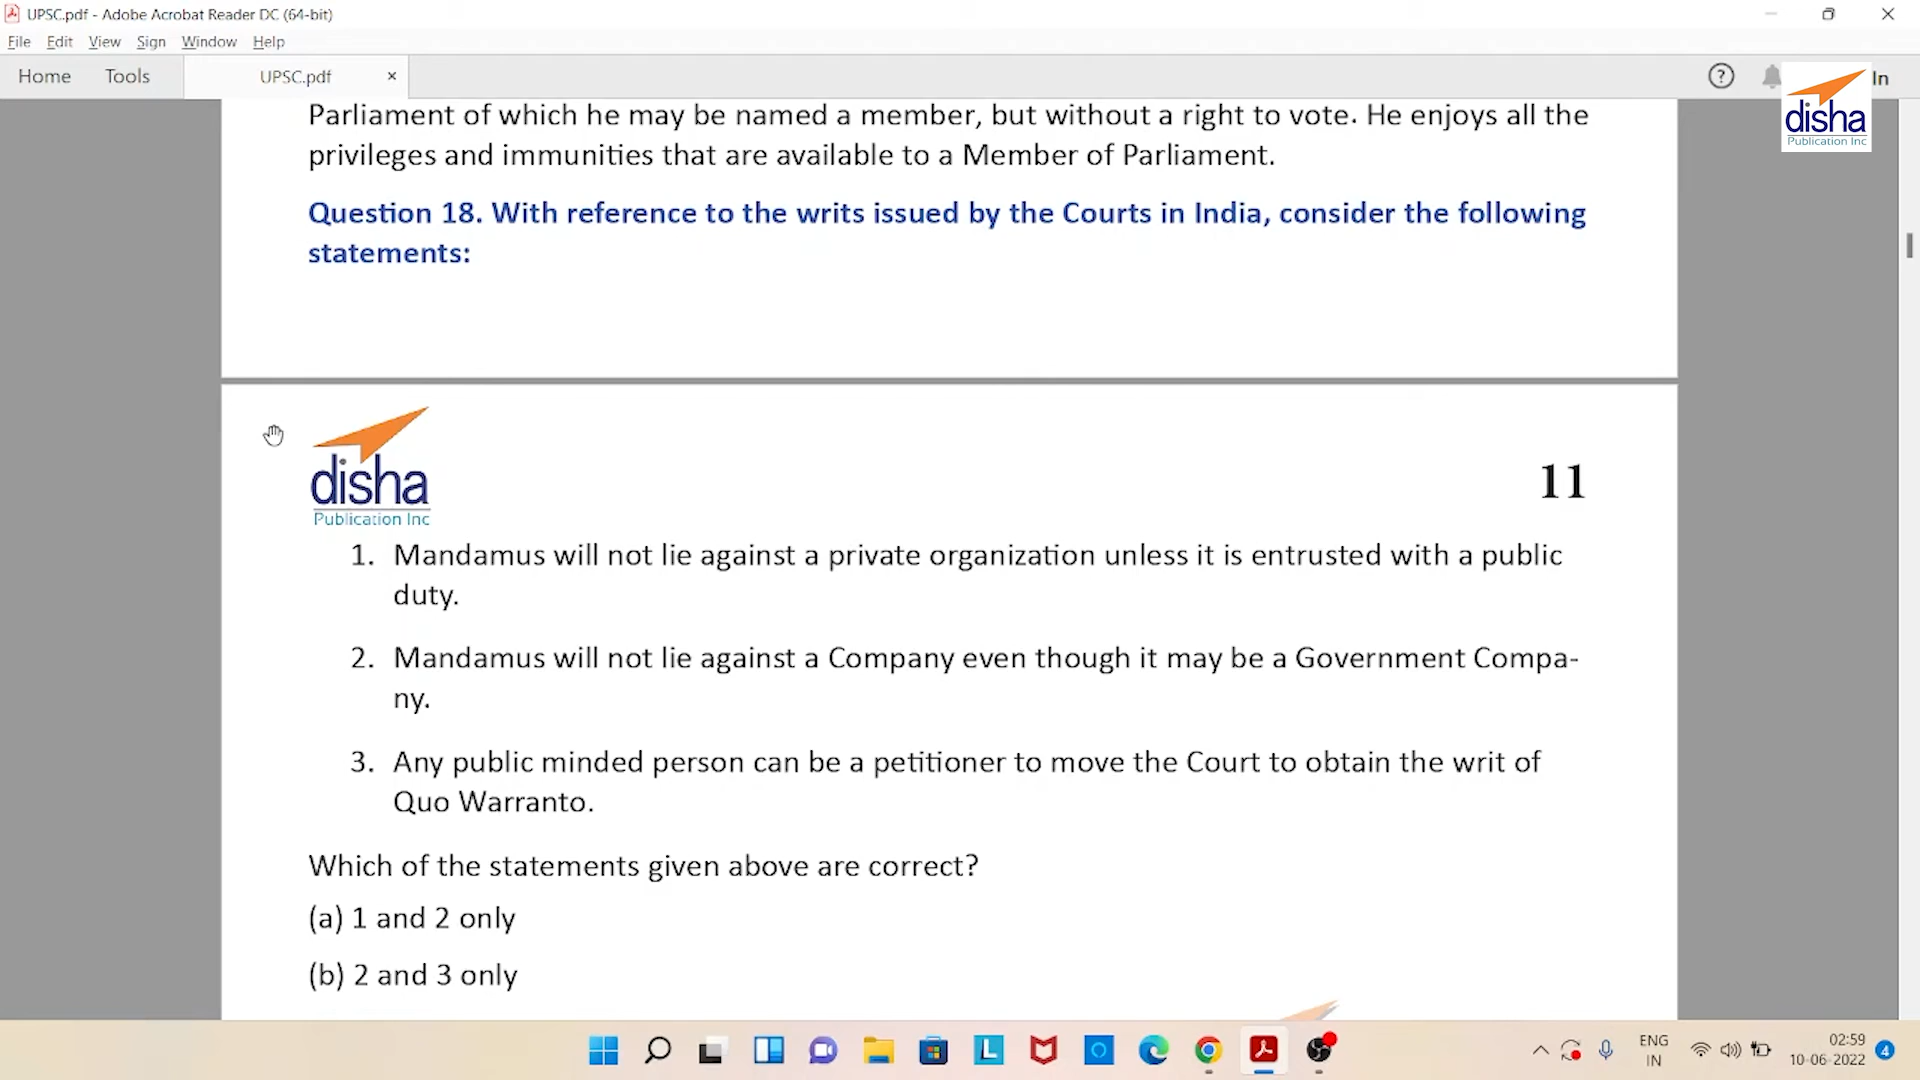 UPSC.pdf - Adobe Acrobat Reader DC (64-bit)
File Edit View Sign Window Help
Home Tools UPSC.pdf × ? In
disha
Publication Inc
Parliament of which he may be named a member, but without a right to vote. He enjoys all the
privileges and immunities that are available to a Member of Parliament.
Question 18. With reference to the writs issued by the Courts in India, consider the following
statements:
disha
Publication Inc
11
1. Mandamus will not lie against a private organization unless it is entrusted with a public
duty.
2. Mandamus will not lie against a Company even though it may be a Government Compa-
ny.
3. Any public minded person can be a petitioner to move the Court to obtain the writ of
Quo Warranto.
Which of the statements given above are correct?
(a) 1 and 2 only
(b) 2 and 3 only
L
ENG
IN
02:59
10-06-2022
4